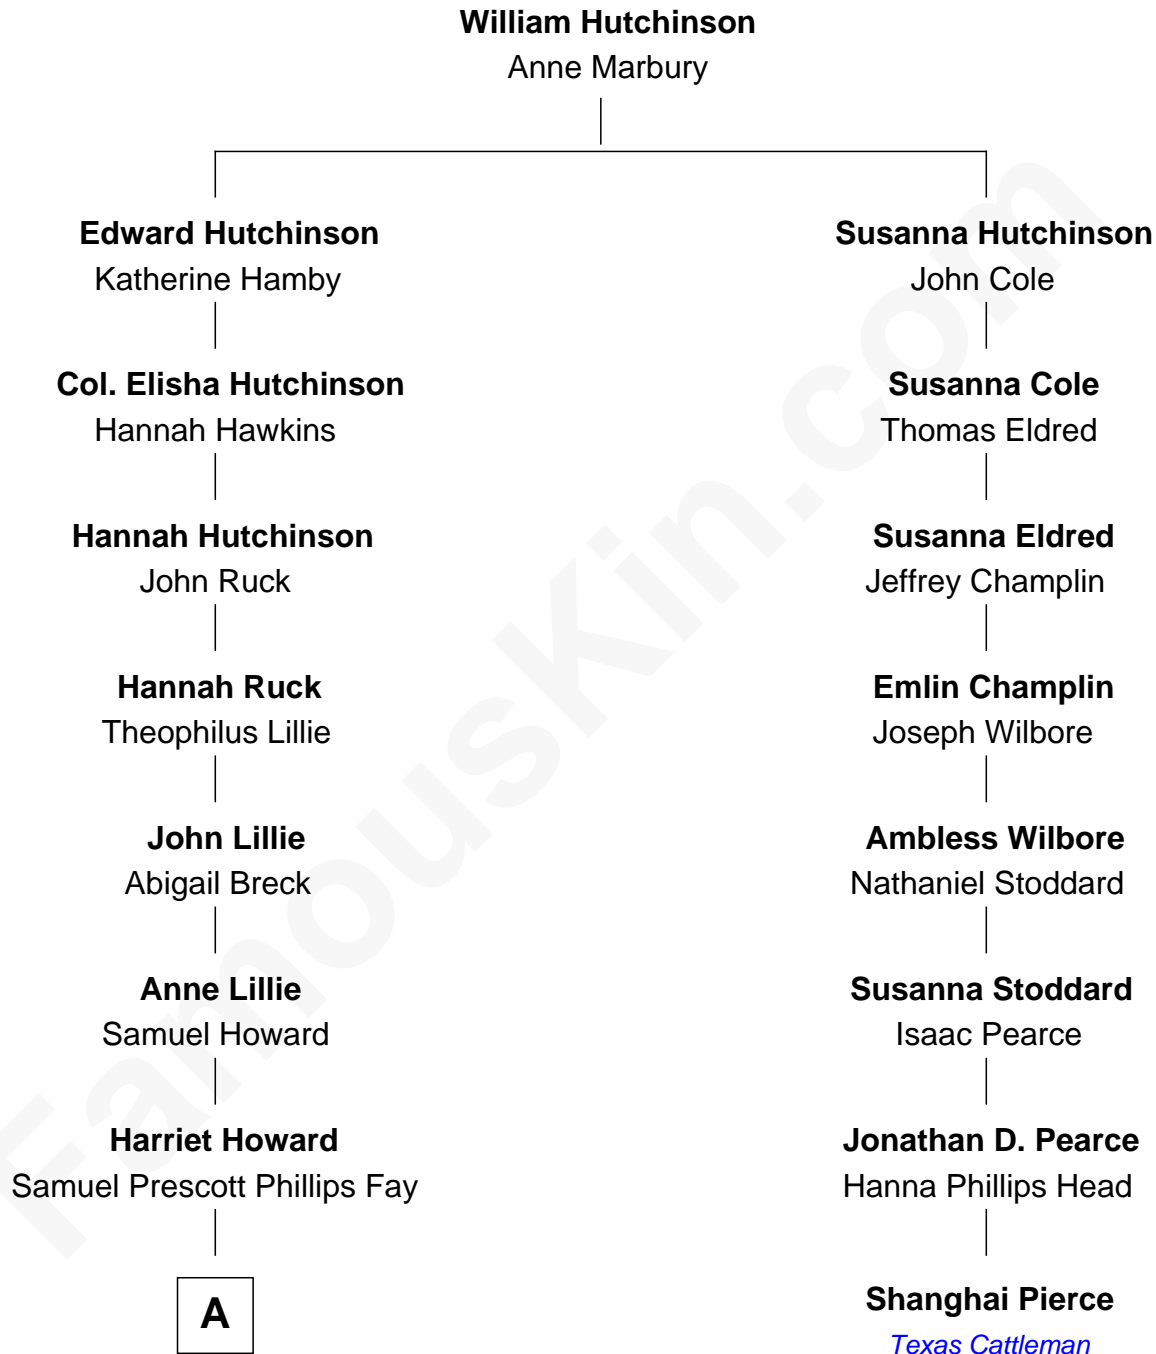 William Hutchinson
Anne Marbury
Edward Hutchinson
Katherine Hamby
Susanna Hutchinson
John Cole
Col. Elisha Hutchinson
Hannah Hawkins
Susanna Cole
Thomas Eldred
Hannah Hutchinson
John Ruck
Susanna Eldred
Jeffrey Champlin
Hannah Ruck
Theophilus Lillie
Emlin Champlin
Joseph Wilbore
John Lillie
Abigail Breck
Ambless Wilbore
Nathaniel Stoddard
Anne Lillie
Samuel Howard
Susanna Stoddard
Isaac Pearce
Harriet Howard
Samuel Prescott Phillips Fay
Jonathan D. Pearce
Hanna Phillips Head
A
Shanghai Pierce
Texas Cattleman
FamousKin.com